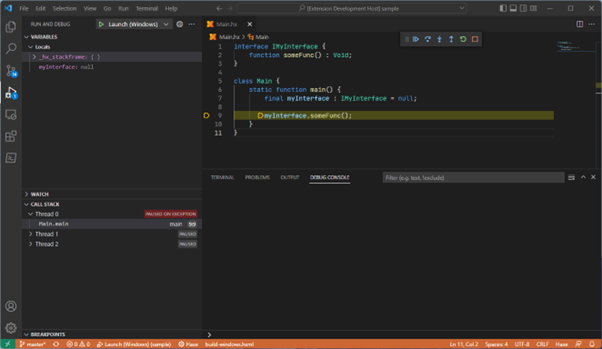 File Edit Selection View Go Run Terminal Help
[Extension Development Host] sample
RUN AND DEBUG Launch (Windows)
VARIABLES
Locals
_hx_stackframe: { }
myInterface: null
WATCH
CALL STACK
Thread 0 PAUSED ON EXCEPTION
Main.main main 9:9
Thread 1 PAUSED
Thread 2 PAUSED
BREAKPOINTS
Main.hx
Main.hx > Main
1 interface IMyInterface {
2 function someFunc() : Void;
3 }
4
5 class Main {
6 static function main() {
7 final myInterface : IMyInterface = null;
8
9 myInterface.someFunc();
10 }
11 }
TERMINAL PROBLEMS OUTPUT DEBUG CONSOLE
Filter (e.g. text, !exclude)
master* 0 0 Launch (Windows) (sample) Haxe build-windows.hxml
Ln 11, Col 2 Spaces: 4 UTF-8 CRLF Haxe